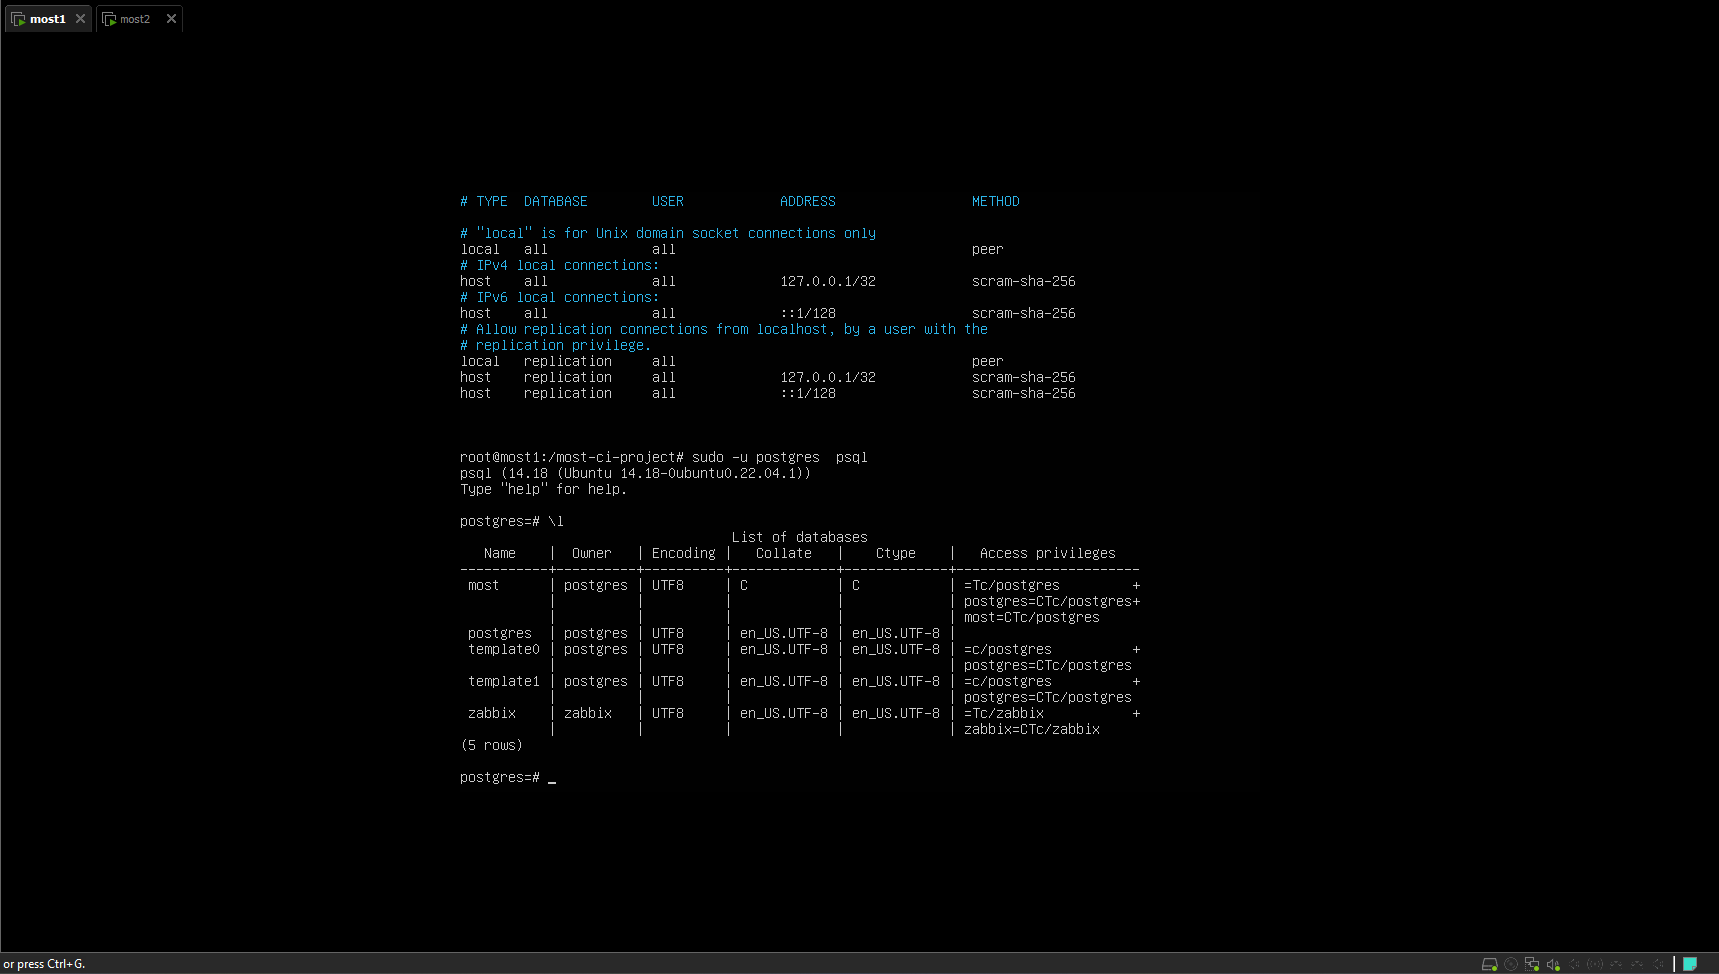 most1
most2
# TYPE  DATABASE        USER            ADDRESS                 METHOD
# "local" is for Unix domain socket connections only
local   all             all                                     peer
# IPv4 local connections:
host    all             all             127.0.0.1/32            scram-sha-256
# IPv6 local connections:
host    all             all             ::1/128                 scram-sha-256
# Allow replication connections from localhost, by a user with the
# replication privilege.
local   replication     all                                     peer
host    replication     all             127.0.0.1/32            scram-sha-256
host    replication     all             ::1/128                 scram-sha-256
root@most1:/most-ci-project# sudo -u postgres  psql
psql (14.18 (Ubuntu 14.18-0ubuntu0.22.04.1))
Type "help" for help.
postgres=# \l
                                  List of databases
   Name    |  Owner   | Encoding |   Collate   |    Ctype    |   Access privileges
-----------+----------+----------+-------------+-------------+-----------------------
 most      | postgres | UTF8     | C           | C           | =Tc/postgres         +
           |          |          |             |             | postgres=CTc/postgres+
           |          |          |             |             | most=CTc/postgres
 postgres  | postgres | UTF8     | en_US.UTF-8 | en_US.UTF-8 |
 template0 | postgres | UTF8     | en_US.UTF-8 | en_US.UTF-8 | =c/postgres          +
           |          |          |             |             | postgres=CTc/postgres
 template1 | postgres | UTF8     | en_US.UTF-8 | en_US.UTF-8 | =c/postgres          +
           |          |          |             |             | postgres=CTc/postgres
 zabbix    | zabbix   | UTF8     | en_US.UTF-8 | en_US.UTF-8 | =Tc/zabbix           +
           |          |          |             |             | zabbix=CTc/zabbix
(5 rows)
postgres=# _
or press Ctrl+G.